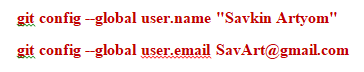 git config --global user.name "Savkin Artyom"
git config --global user.email SavArt@gmail.com